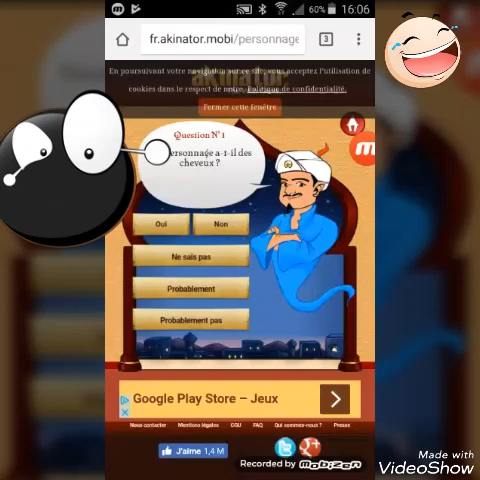 60% 16:06
fr.akinator.mobi/personnage
3
En poursuivant votre navigation sur ce site, vous acceptez l'utilisation de
cookies dans le respect de notre Politique de confidentialité.
akinator
Fermer cette fenêtre
Question N° 1
ersonnage a-t-il des
cheveux ?
Oui
Non
Ne sais pas
Probablement
Probablement pas
Google Play Store – Jeux
Nous contacter Mentions légales CGU FAQ Qui sommes-nous ? Presse
J'aime 1,4 M
Recorded by mobizen
Made with
VideoShow